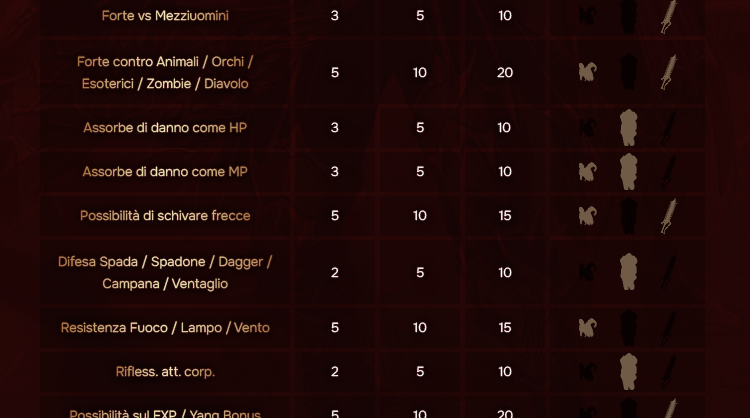 Forte vs Mezziuomini 3 5 10
Forte contro Animali / Orchi /
Esoterici / Zombie / Diavolo 5 10 20
Assorbe di danno come HP 3 5 10
Assorbe di danno come MP 3 5 10
Possibilità di schivare frecce 5 10 15
Difesa Spada / Spadone / Dagger /
Campana / Ventaglio 2 5 10
Resistenza Fuoco / Lampo / Vento 5 10 15
Rifless. att. corp. 2 5 10
Possibilità sul EXP / Yang Bonus 5 10 20